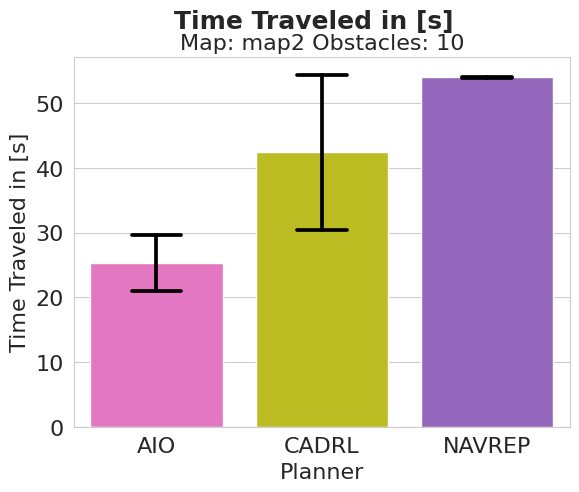 Time Traveled in [s]
Map: map2 Obstacles: 10
Time Traveled in [s]
50
40
30
20
10
0
AIO CADRL NAVREP
Planner